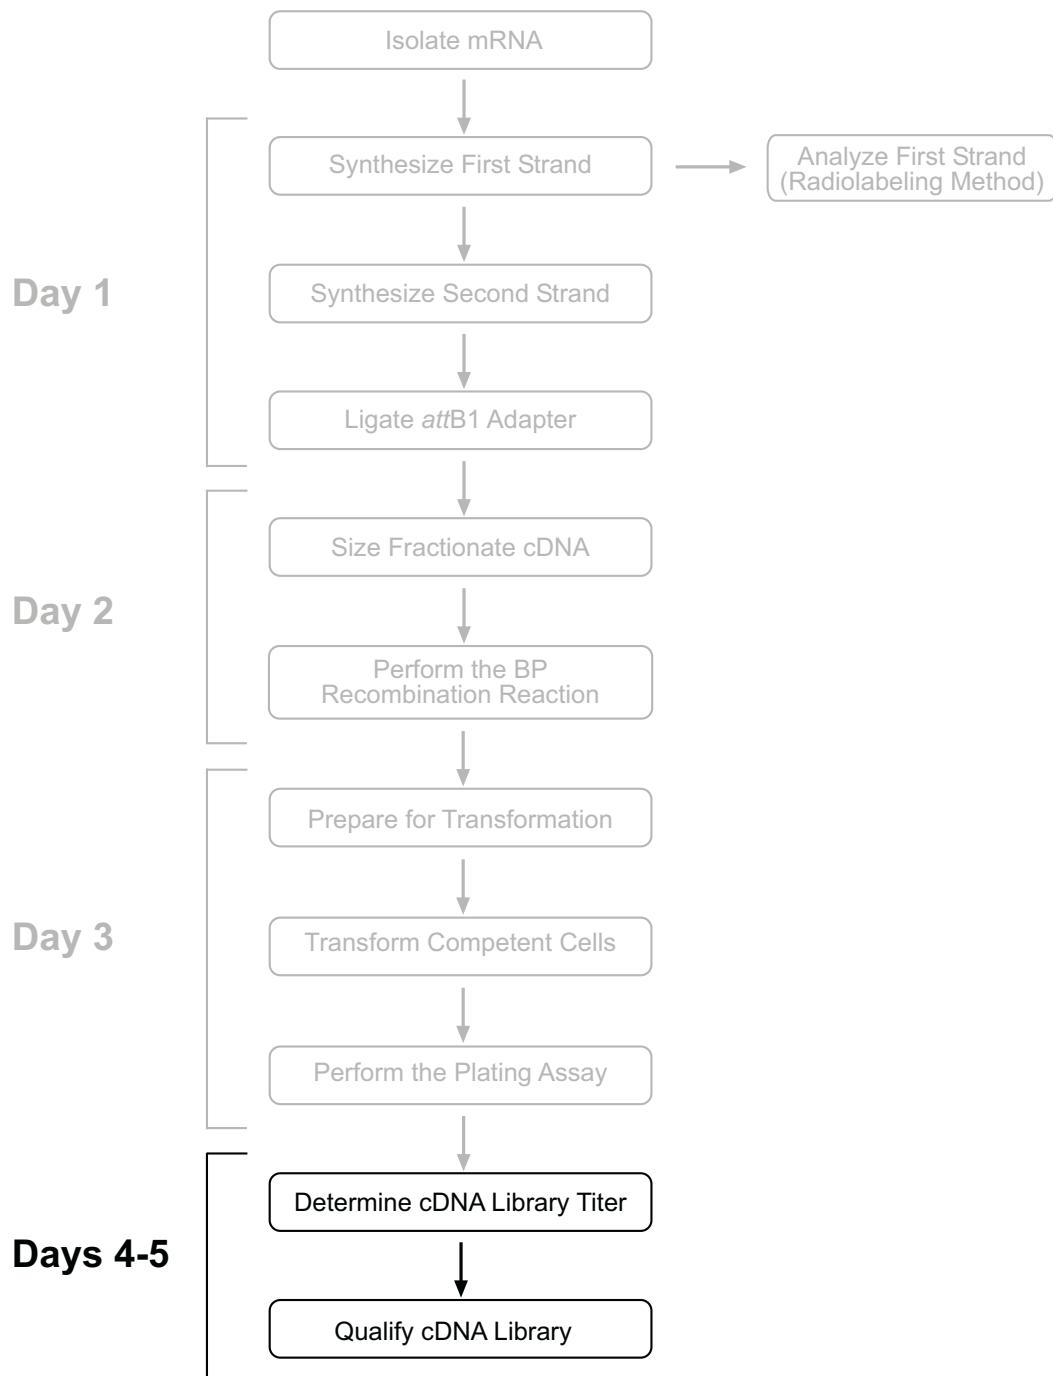 Isolate mRNA
Synthesize First Strand
Analyze First Strand
(Radiolabeling Method)
Day 1
Synthesize Second Strand
Ligate attB1 Adapter
Size Fractionate cDNA
Day 2
Perform the BP
Recombination Reaction
Prepare for Transformation
Day 3
Transform Competent Cells
Perform the Plating Assay
Determine cDNA Library Titer
Days 4-5
Qualify cDNA Library